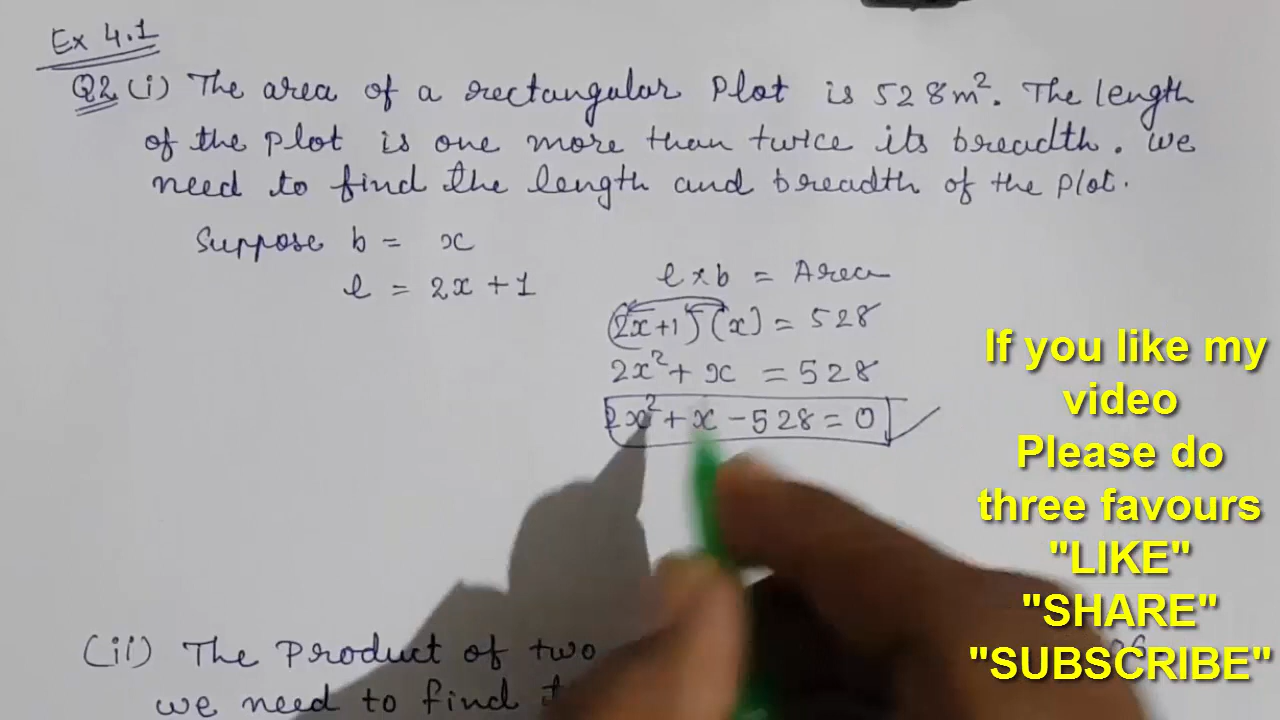 Ex 4.1
Q2 (i) The area of a rectangular Plot is 528m². The length
of the plot is one more than twice its breadth. we
need to find the length and breadth of the plot.
Suppose b = x
l = 2x + 1
l × b = Area
(2x+1) (x) = 528
2x² + x = 528
2x² + x - 528 = 0
(ii) The Product of two
we need to find
If you like my
video
Please do
three favours
"LIKE"
"SHARE"
"SUBSCRIBE"